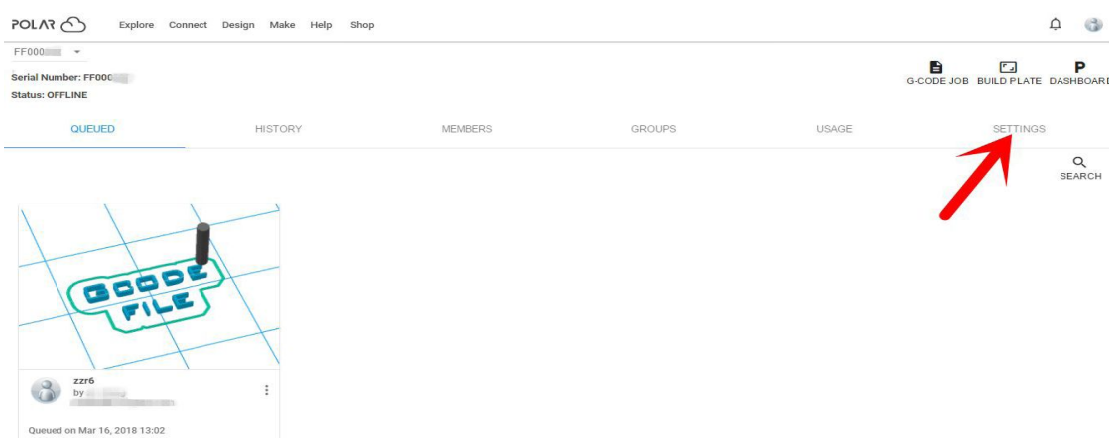 POLAR Explore Connect Design Make Help Shop
FF000
Serial Number: FF000
Status: OFFLINE
G-CODE JOB BUILD PLATE P DASHBOARD
QUEUED HISTORY MEMBERS GROUPS USAGE SETTINGS
SEARCH
GCODE
FILE
zzr6
by
Queued on Mar 16, 2018 13:02